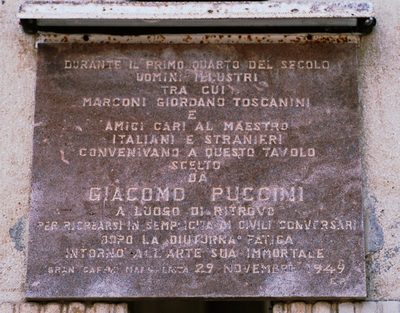 DURANTE IL PRIMO QUARTO DEL SECOLO
UOMINI ILLUSTRI
TRA CUI
MARCONI GIORDANO TOSCANINI
E
AMICI CARI AL MAESTRO
ITALIANI E STRANIERI
CONVENIVANO A QUESTO TAVOLO
SCELTO
DA
GIACOMO PUCCINI
A LUOGO DI RITROVO
PER RICREARSI IN SEMPLICITA DI CIVILI CONVERSARI
DOPO LA DIUTURNA FATICA
INTORNO ALL'ARTE SUA IMMORTALE
GRAN CAFFÈ MARGHERITA 29 NOVEMBRE 1949